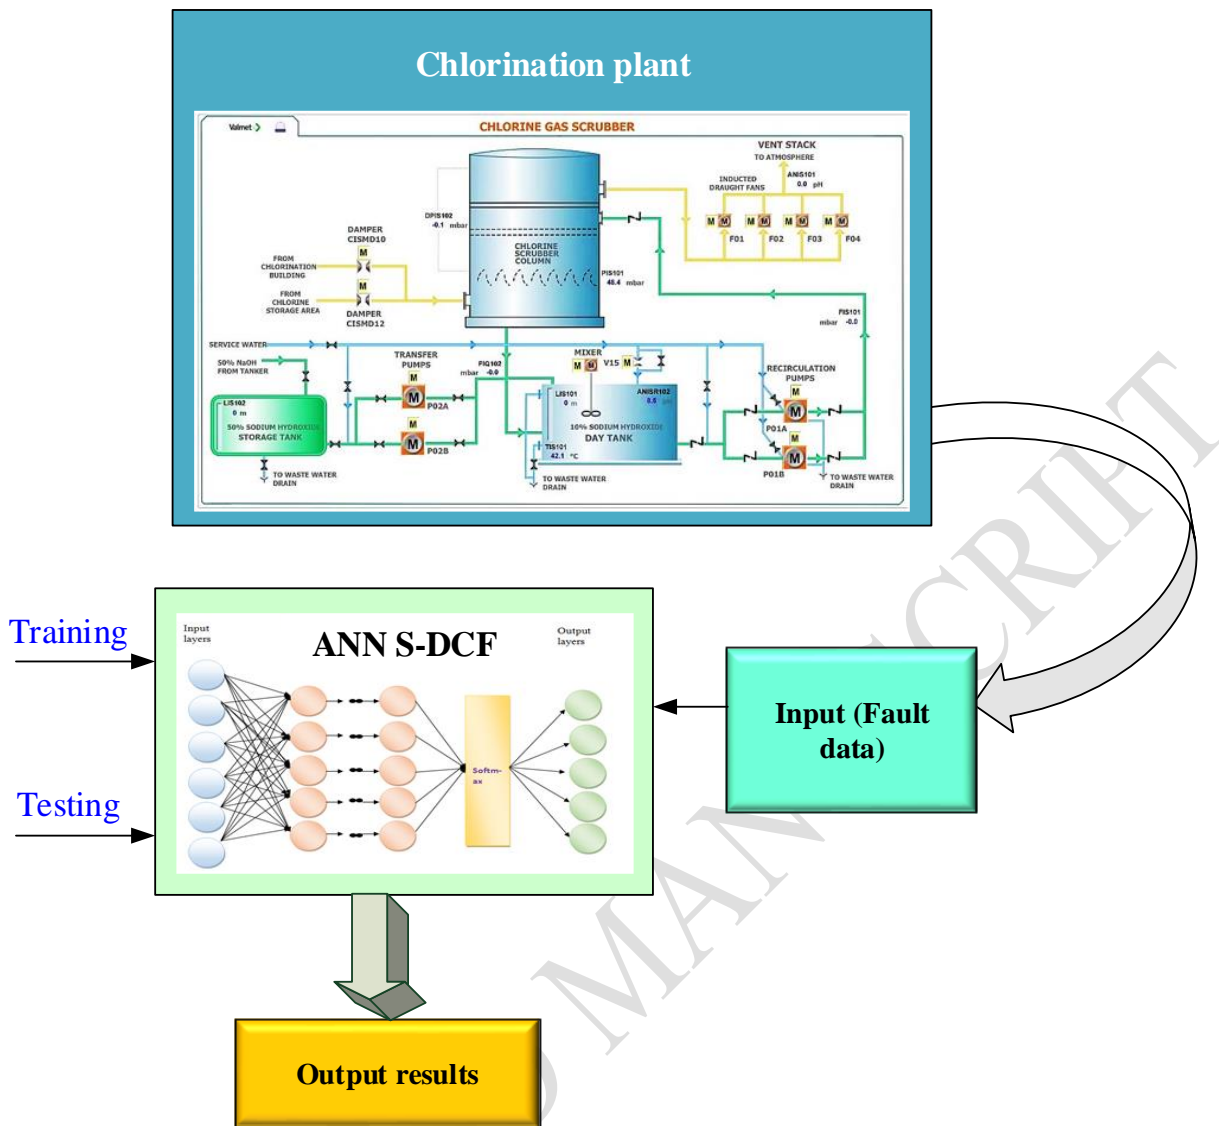 Chlorination plant
Valmet
CHLORINE GAS SCRUBBER
VENT STACK
TO ATMOSPHERE
ANIS101
0.0 pH
INDUCTED
DRAUGHT FANS
M M
M M
M M
M M
F01
F02
F03
F04
DPIS102
-0.1 mbar
DAMPER
CISMD10
M
FROM
CHLORINATION
BUILDING
M
FROM
CHLORINE
STORAGE AREA
DAMPER
CISMD12
CHLORINE
SCRUBBER
COLUMN
PIS101
48.4 mbar
FIS101
mbar -0.0
SERVICE WATER
50% NaOH
FROM TANKER
TRANSFER
PUMPS
M
M
P02A
M
M
P02B
FIQ102
mbar -0.0
MIXER
M M
V15 M
RECIRCULATION
PUMPS
M
M
P01A
M
M
P01B
LIS102
0 m
50% SODIUM HYDROXIDE
STORAGE TANK
LIS101
0 m
ANISR102
10% SODIUM HYDROXIDE
DAY TANK
TIS101
42.1 °C
TO WASTE WATER
DRAIN
TO WASTE WATER
DRAIN
TO WASTE WATER
DRAIN
Training
Testing
Input
layers
ANN S-DCF
Output
layers
Softm-
ax
Input (Fault
data)
Output results
D MANUSCRIPT